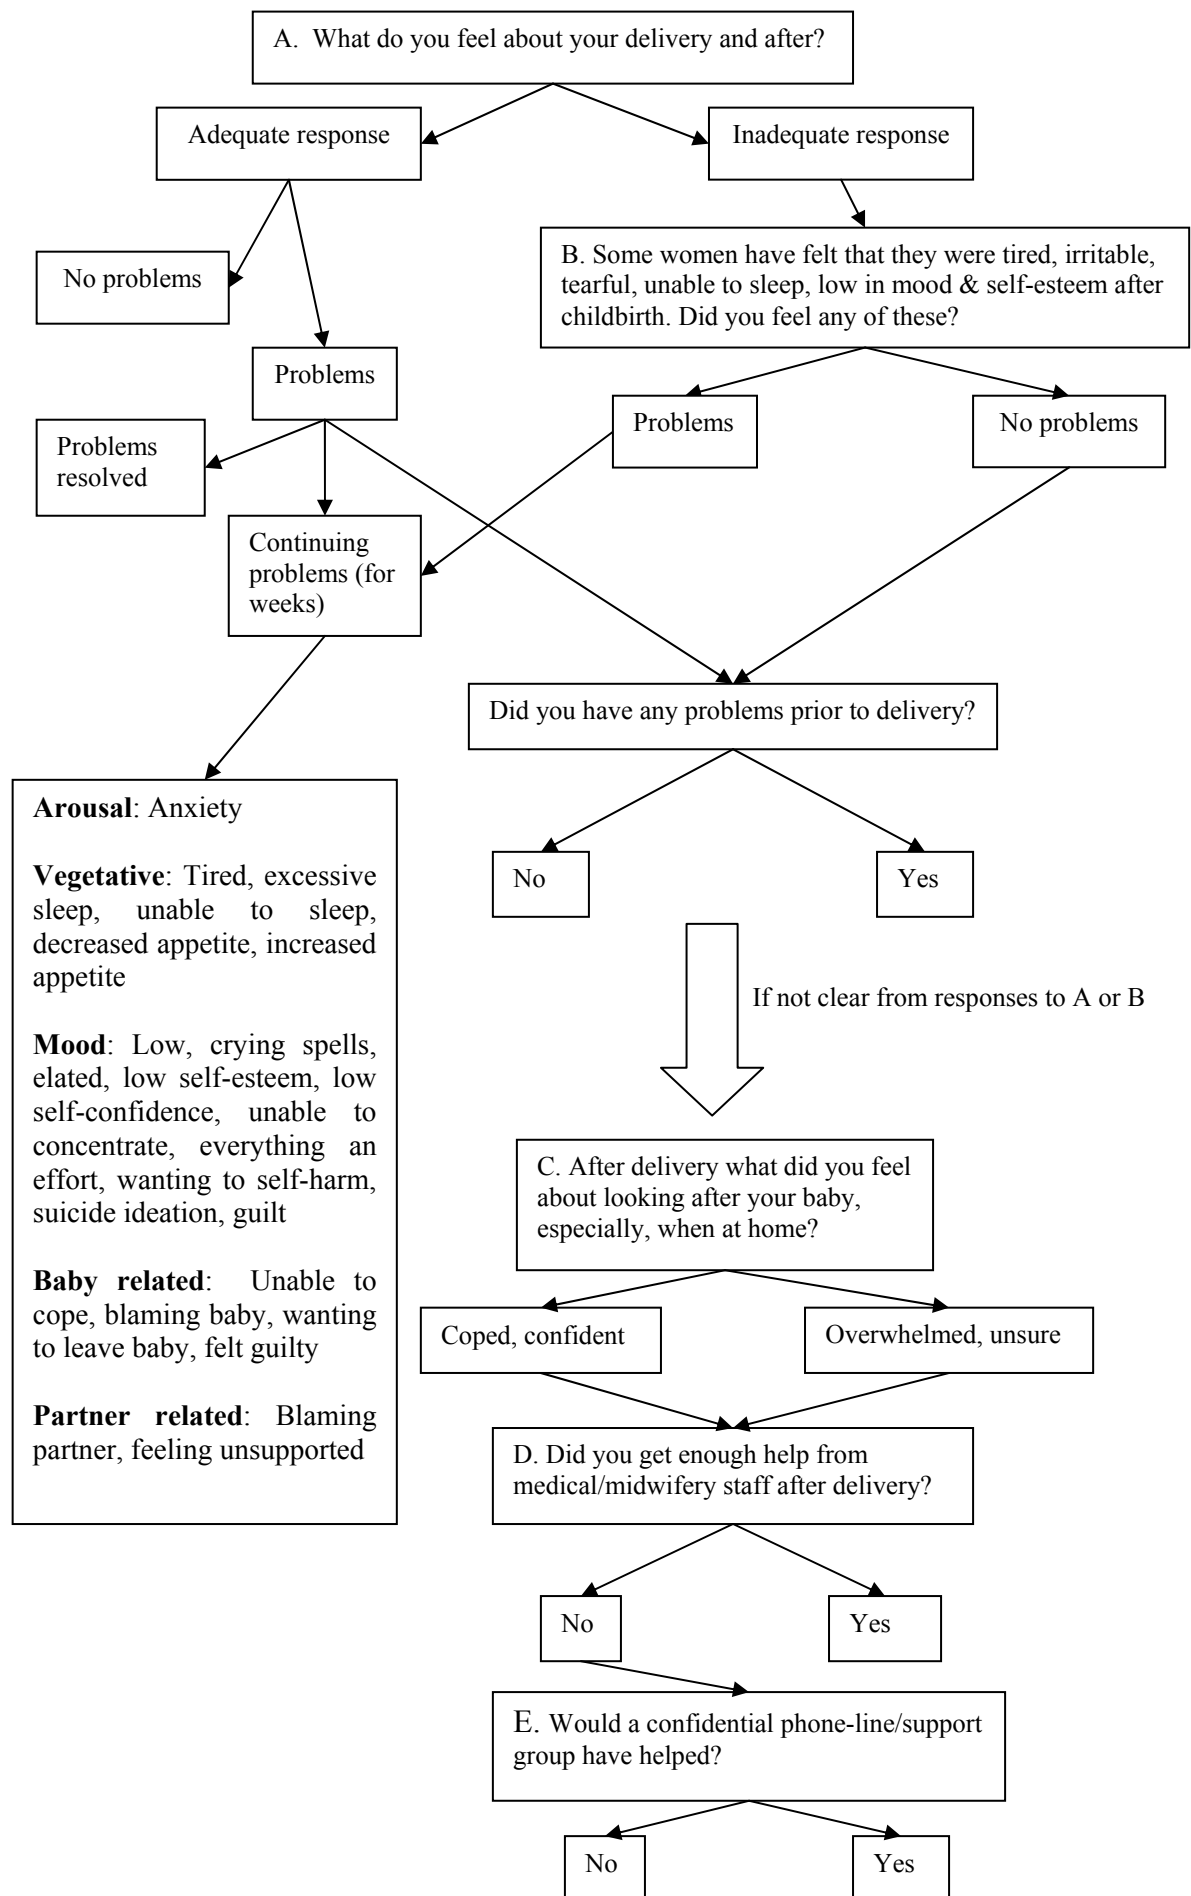 A. What do you feel about your delivery and after?
Adequate response
Inadequate response
No problems
B. Some women have felt that they were tired, irritable,
tearful, unable to sleep, low in mood & self-esteem after
childbirth. Did you feel any of these?
Problems
Problems
No problems
Problems
resolved
Continuing
problems (for
weeks)
Did you have any problems prior to delivery?
No
Yes
If not clear from responses to A or B
Arousal: Anxiety
Vegetative: Tired, excessive
sleep, unable to sleep,
decreased appetite, increased
appetite
Mood: Low, crying spells,
elated, low self-esteem, low
self-confidence, unable to
concentrate, everything an
effort, wanting to self-harm,
suicide ideation, guilt
Baby related: Unable to
cope, blaming baby, wanting
to leave baby, felt guilty
Partner related: Blaming
partner, feeling unsupported
C. After delivery what did you feel
about looking after your baby,
especially, when at home?
Coped, confident
Overwhelmed, unsure
D. Did you get enough help from
medical/midwifery staff after delivery?
No
Yes
E. Would a confidential phone-line/support
group have helped?
No
Yes